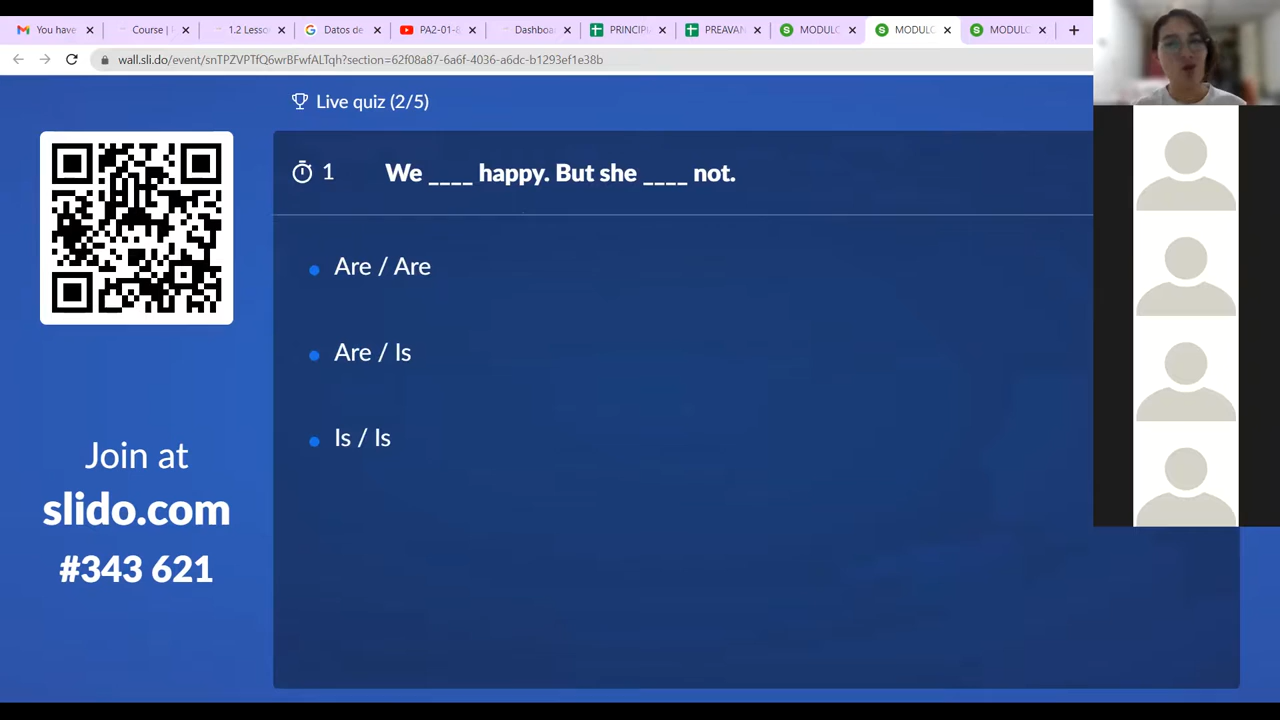 You have
Course |
1.2 Lesso
Datos de
PA2-01-8
Dashboa
PRINCIPI
PREAVAN
MODULO
MODULO
MODULO
wall.sli.do/event/snTPZVPTfQ6wrBFwfALTqh?section=62f08a87-6a6f-4036-a6dc-b1293ef1e38b
Live quiz (2/5)
1
We ____ happy. But she ____ not.
Are / Are
Are / Is
Is / Is
Join at
slido.com
#343 621